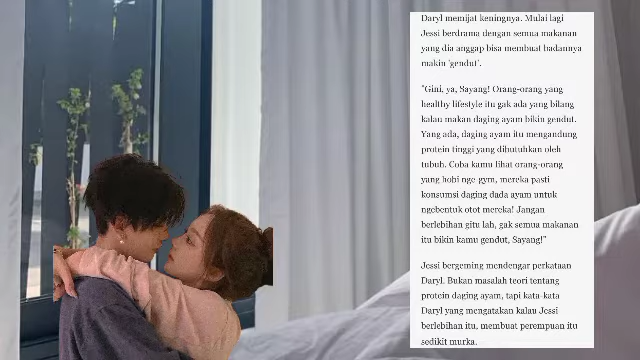 Daryl memijat keningnya. Mulai lagi
Jessi berdrama dengan semua makanan
yang dia anggap bisa membuat badannya
makin 'gendut'.
"Gini, ya, Sayang! Orang-orang yang
healthy lifestyle itu gak ada yang bilang
kalau makan daging ayam bikin gendut.
Yang ada, daging ayam itu mengandung
protein tinggi yang dibutuhkan oleh
tubuh. Coba kamu lihat orang-orang
yang hobi nge-gym, mereka pasti
konsumsi daging dada ayam untuk
ngebentuk otot mereka! Jangan
berlebihan gitu lah, gak semua makanan
itu bikin kamu gendut, Sayang!"
Jessi bergeming mendengar perkataan
Daryl. Bukan masalah teori tentang
protein daging ayam, tapi kata-kata
Daryl yang mengatakan kalau Jessi
berlebihan itu, membuat perempuan itu
sedikit murka.